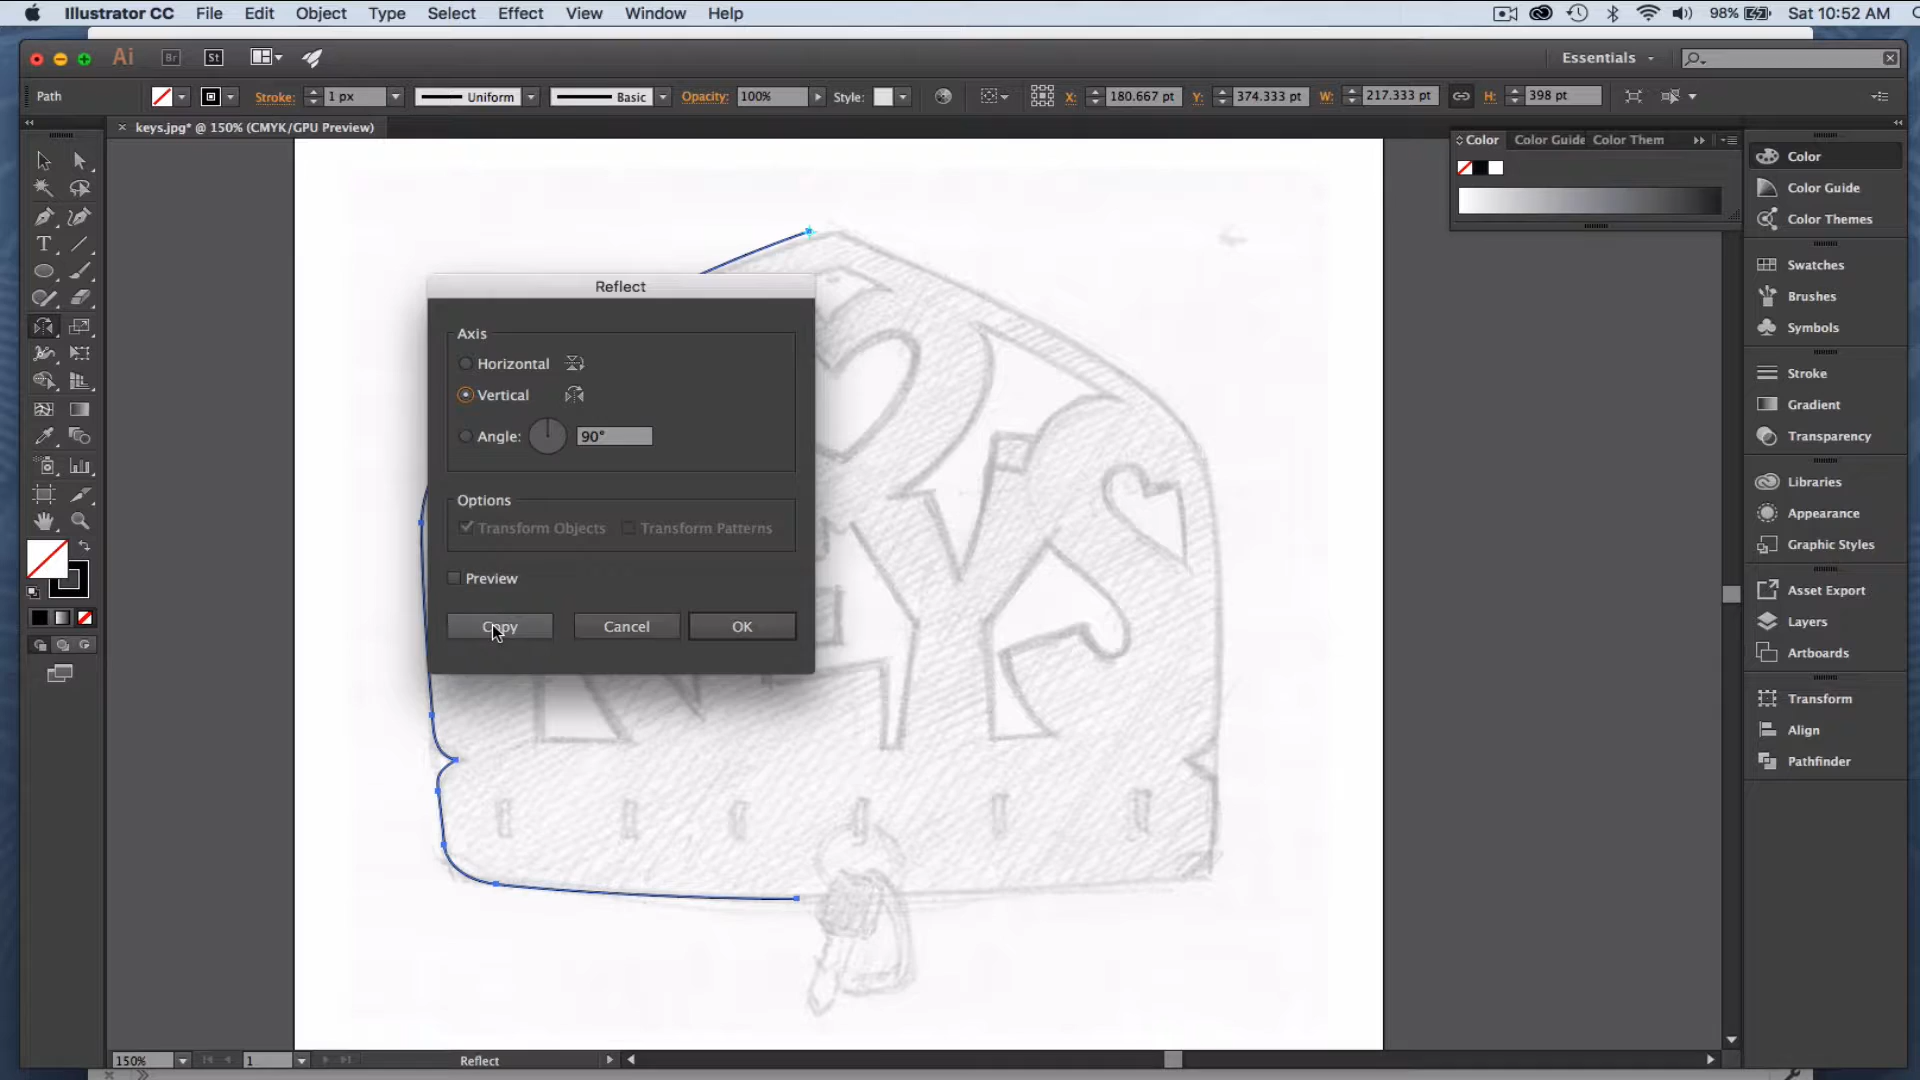 Illustrator CC File Edit Object Type Select Effect View Window Help 98% Sat 10:52 AM
Ai Br St Essentials
Path Stroke: 1 px Uniform Basic Opacity: 100% Style: X: 180.667 pt Y: 374.333 pt W: 217.333 pt H: 398 pt
× keys.jpg* @ 150% (CMYK/GPU Preview)
Color Color Guide Color Them
Color
Color Guide
Color Themes
Swatches
Brushes
Symbols
Stroke
Gradient
Transparency
Libraries
Appearance
Graphic Styles
Asset Export
Layers
Artboards
Transform
Align
Pathfinder
Reflect
Axis
Horizontal
Vertical
Angle: 90°
Options
Transform Objects Transform Patterns
Preview
Copy Cancel OK
T
150% 1 Reflect